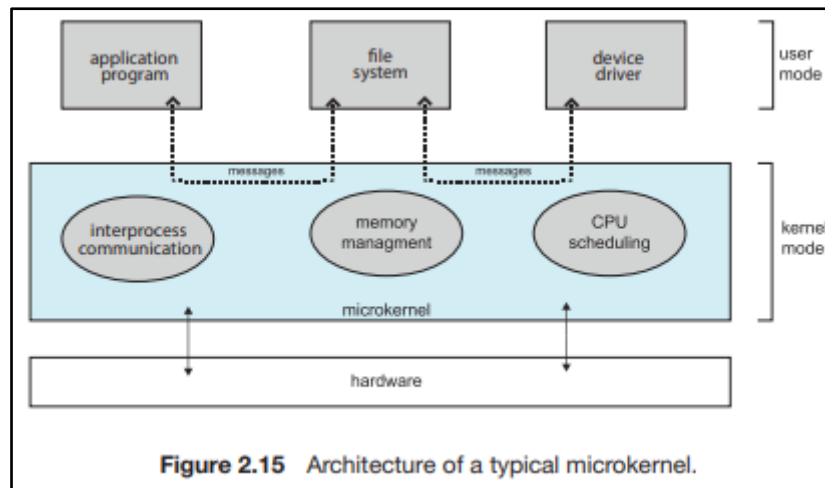 application
program
file
system
device
driver
user
mode
messages
messages
interprocess
communication
memory
managment
CPU
scheduling
kernel
mode
microkernel
hardware
Figure 2.15 Architecture of a typical microkernel.